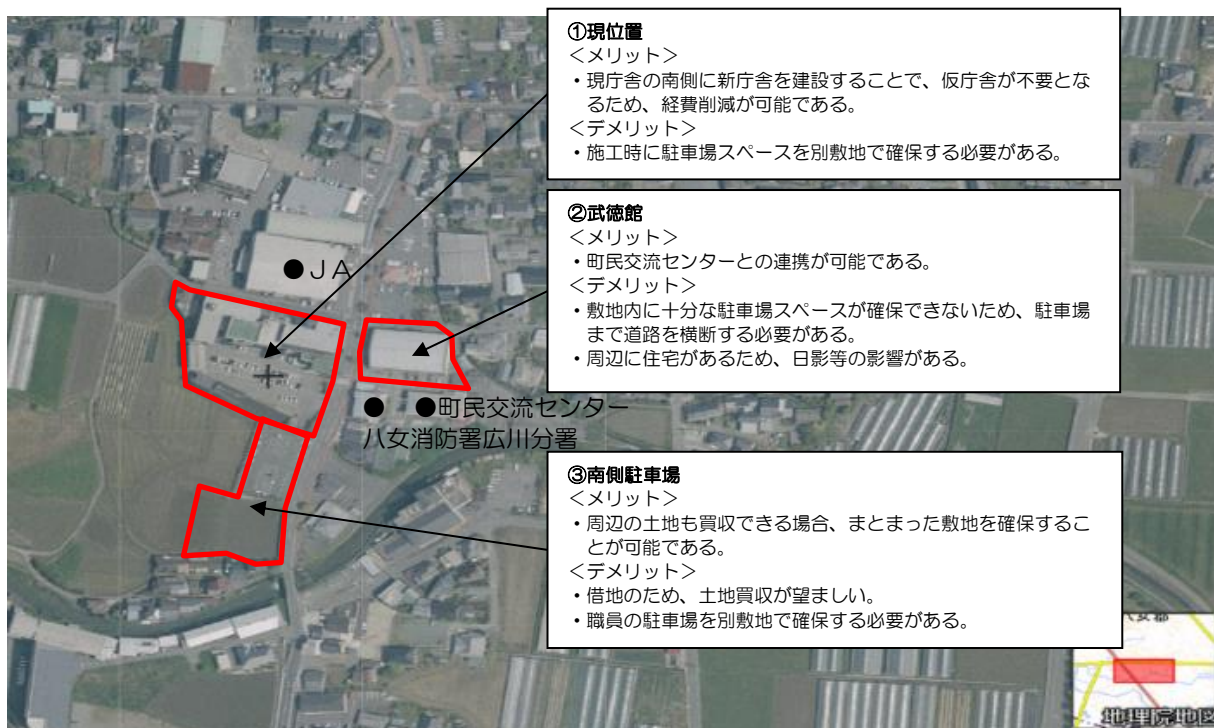 ①現位置
<メリット>
・現庁舎の南側に新庁舎を建設することで、仮庁舎が不要とな
るため、経費削減が可能である。
<デメリット>
・施工時に駐車場スペースを別敷地で確保する必要がある。
②武徳館
<メリット>
・町民交流センターとの連携が可能である。
<デメリット>
・敷地内に十分な駐車場スペースが確保できないため、駐車場
まで道路を横断する必要がある。
・周辺に住宅があるため、日影等の影響がある。
●JA
● ●町民交流センター
八女消防署広川分署
③南側駐車場
<メリット>
・周辺の土地も買収できる場合、まとまった敷地を確保するこ
とが可能である。
<デメリット>
・借地のため、土地買収が望ましい。
・職員の駐車場を別敷地で確保する必要がある。
女郡
地理院地図